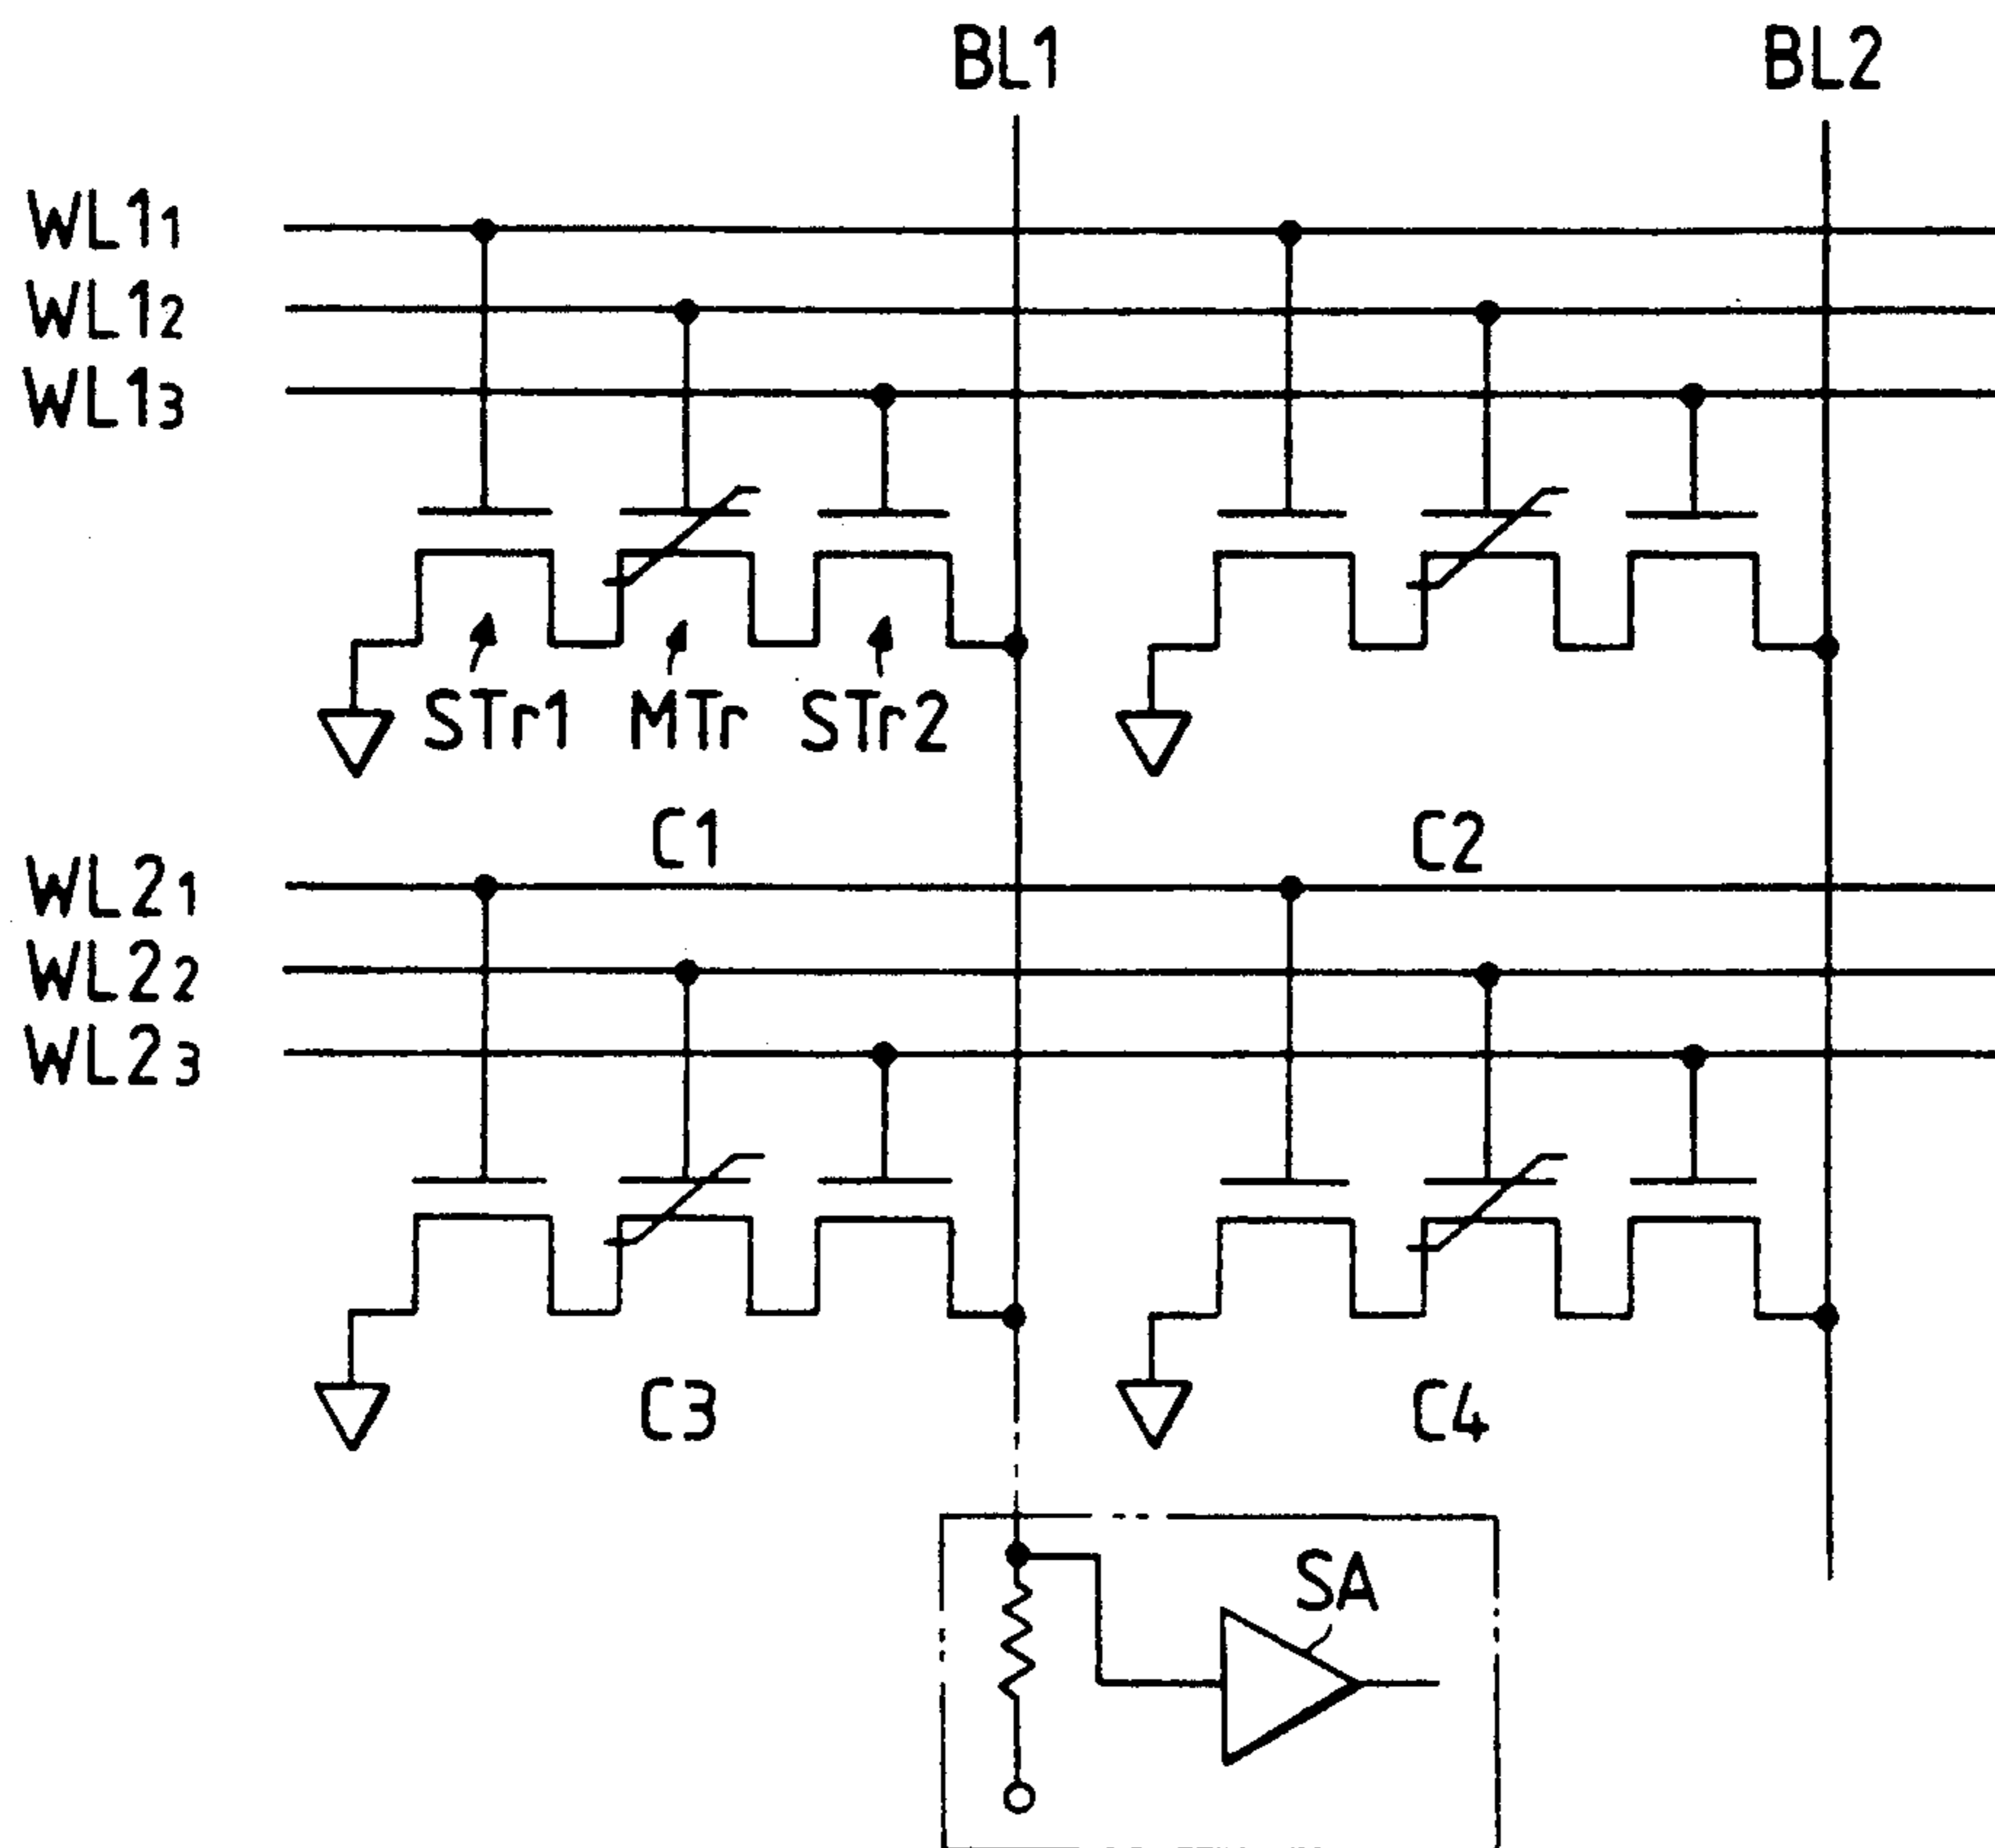 BL1 BL2
WL1₁
WL1₂
WL1₃
STr1 MTr STr2
C1 C2
WL2₁
WL2₂
WL2₃
C3 C4
SA